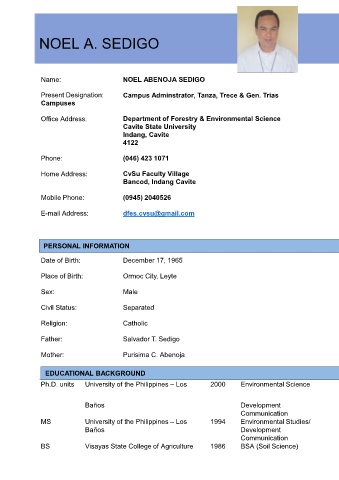 NOEL A. SEDIGO
Name: NOEL ABENOJA SEDIGO
Present Designation: Campus Adminstrator, Tanza, Trece & Gen. Trias
Campuses
Office Address: Department of Forestry & Environmental Science
Cavite State University
Indang, Cavite
4122
Phone: (046) 423 1071
Home Address: CvSu Faculty Village
Bancod, Indang Cavite
Mobile Phone: (0945) 2040526
E-mail Address: dfes.cvsu@gmail.com
PERSONAL INFORMATION
Date of Birth: December 17, 1965
Place of Birth: Ormoc City, Leyte
Sex: Male
Civil Status: Separated
Religion: Catholic
Father: Salvador T. Sedigo
Mother: Purisima C. Abenoja
EDUCATIONAL BACKGROUND
Ph.D. units University of the Philippines – Los 2000 Environmental Science
Baños Development
Communication
MS University of the Philippines – Los 1994 Environmental Studies/
Baños Development
Communication
BS Visayas State College of Agriculture 1986 BSA (Soil Science)